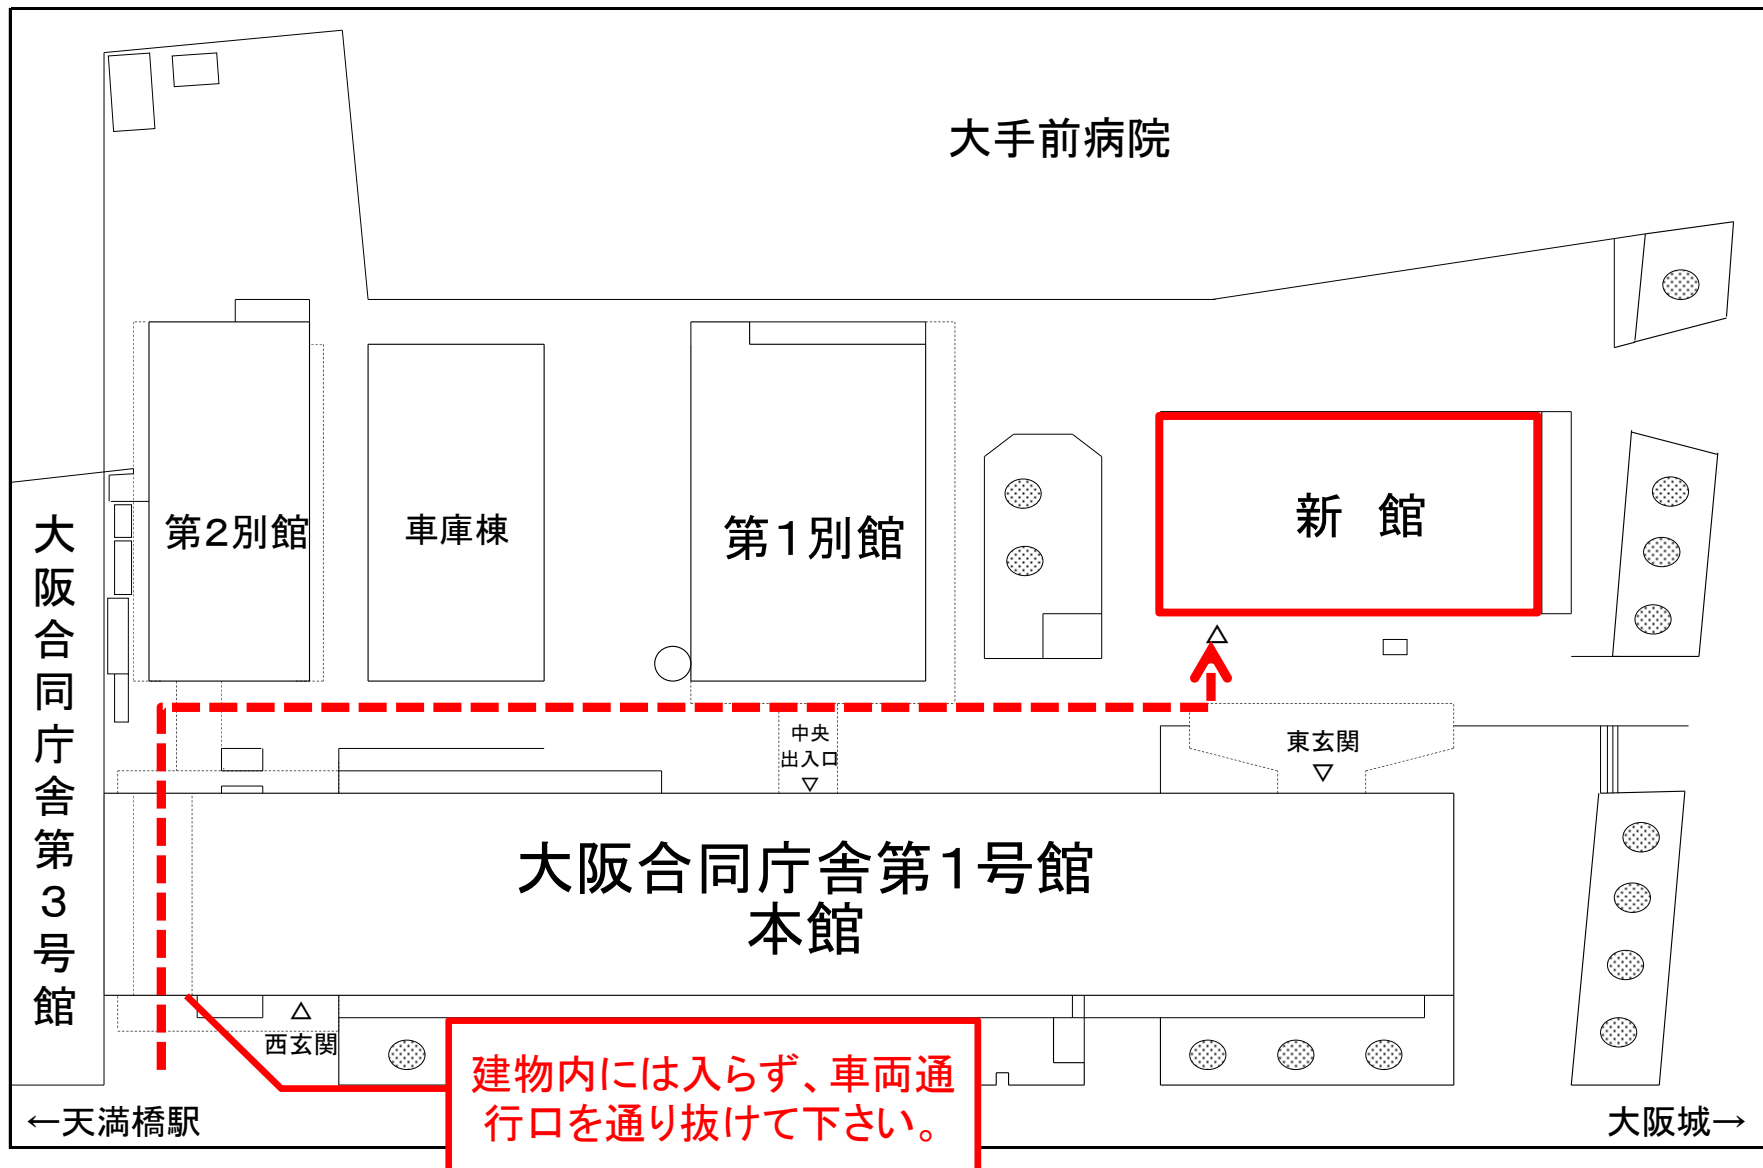 大手前病院
新　館
第２別館
車庫棟
第１別館
大阪合同庁舎第３号館
中央
出入口
▽
東玄関
▽
大阪合同庁舎第１号館
本館
△
西玄関
建物内には入らず、車両通
行口を通り抜けて下さい。
←天満橋駅
大阪城→